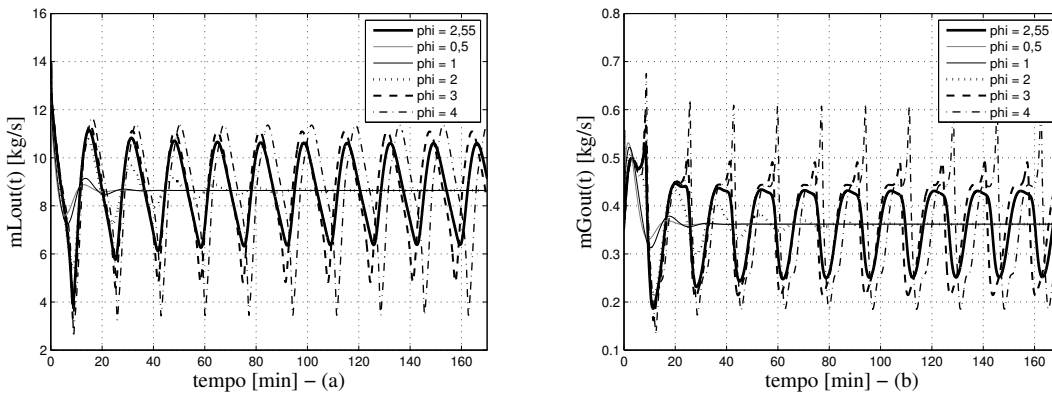 16
14
12
10
8
6
4
2
0 20 40 60 80 100 120 140 160
mLout(t) [kg/s]
tempo [min] − (a)
phi = 2,55
phi = 0,5
phi = 1
phi = 2
phi = 3
phi = 4
0.8
0.7
0.6
0.5
0.4
0.3
0.2
0.1
0 20 40 60 80 100 120 140 160
mGout(t) [kg/s]
tempo [min] − (b)
phi = 2,55
phi = 0,5
phi = 1
phi = 2
phi = 3
phi = 4